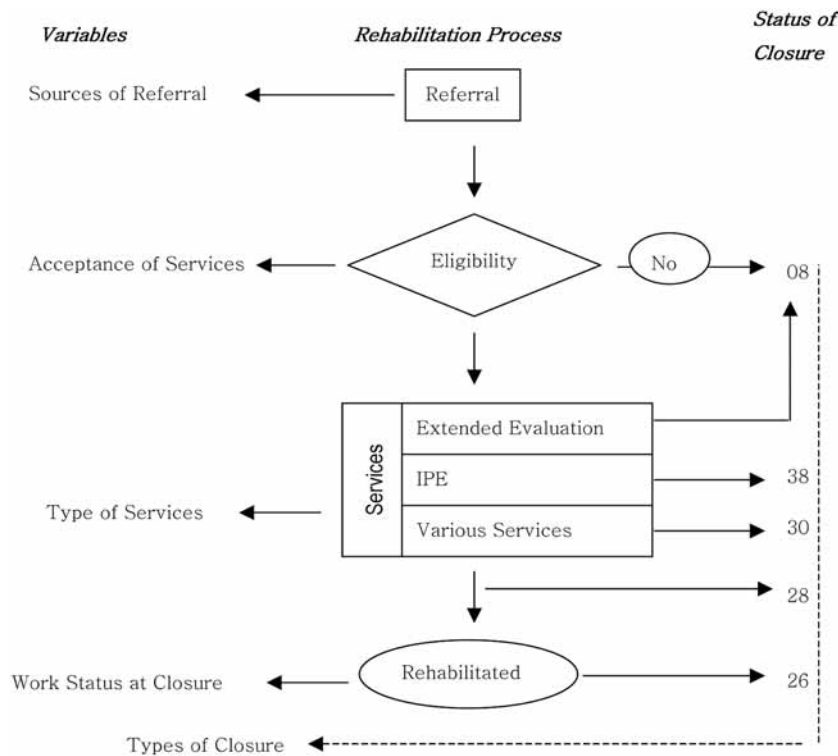 Variables
Rehabilitation Process
Status of
Closure
Sources of Referral
Referral
Acceptance of Services
Eligibility
No
08
Services
Extended Evaluation
IPE
38
Type of Services
Various Services
30
28
Rehabilitated
Work Status at Closure
26
Types of Closure